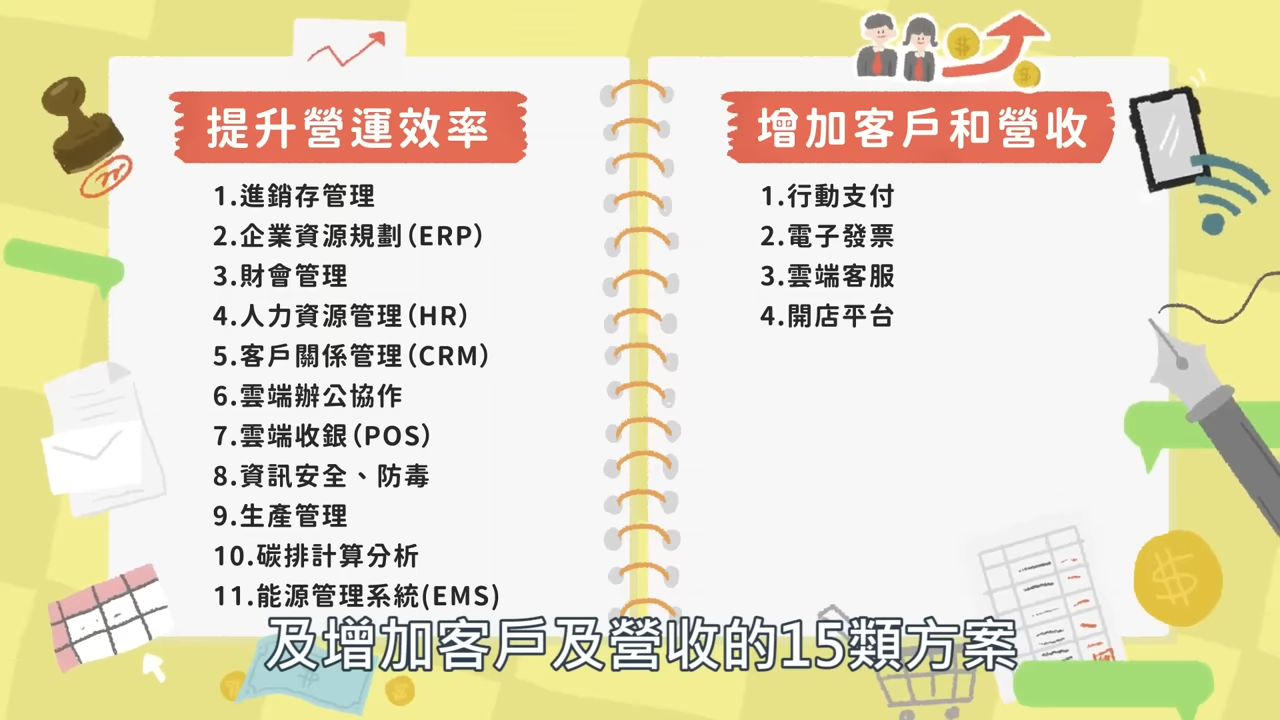 提升營運效率
1.進銷存管理
2.企業資源規劃(ERP)
3.財會管理
4.人力資源管理(HR)
5.客戶關係管理(CRM)
6.雲端辦公協作
7.雲端收銀(POS)
8.資訊安全、防毒
9.生產管理
10.碳排計算分析
11.能源管理系統(EMS)
增加客戶和營收
1.行動支付
2.電子發票
3.雲端客服
4.開店平台
及增加客戶及營收的15類方案